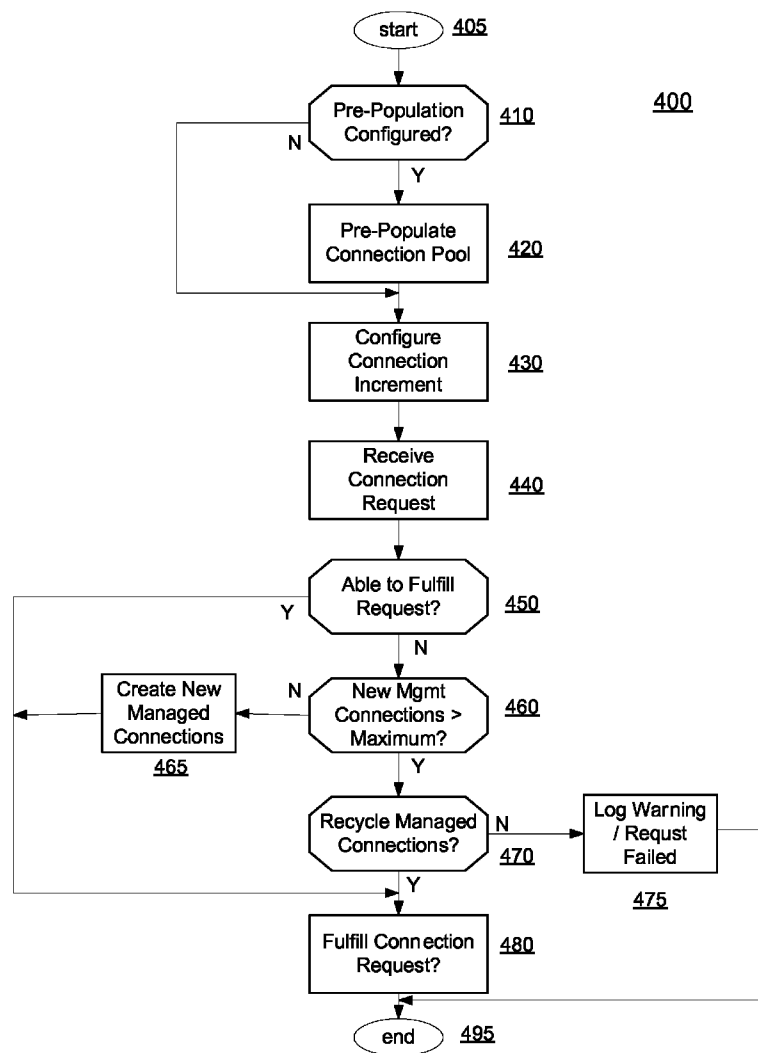 start
405
400
Pre-Population
Configured?
410
N
Y
Pre-Populate
Connection Pool
420
Configure
Connection
Increment
430
Receive
Connection
Request
440
Able to Fulfill
Request?
450
Y
N
Create New
Managed
Connections
465
N
New Mgmt
Connections >
Maximum?
460
Y
Recycle Managed
Connections?
470
N
Y
Log Warning
/ Requst
Failed
475
Fulfill Connection
Request?
480
end
495